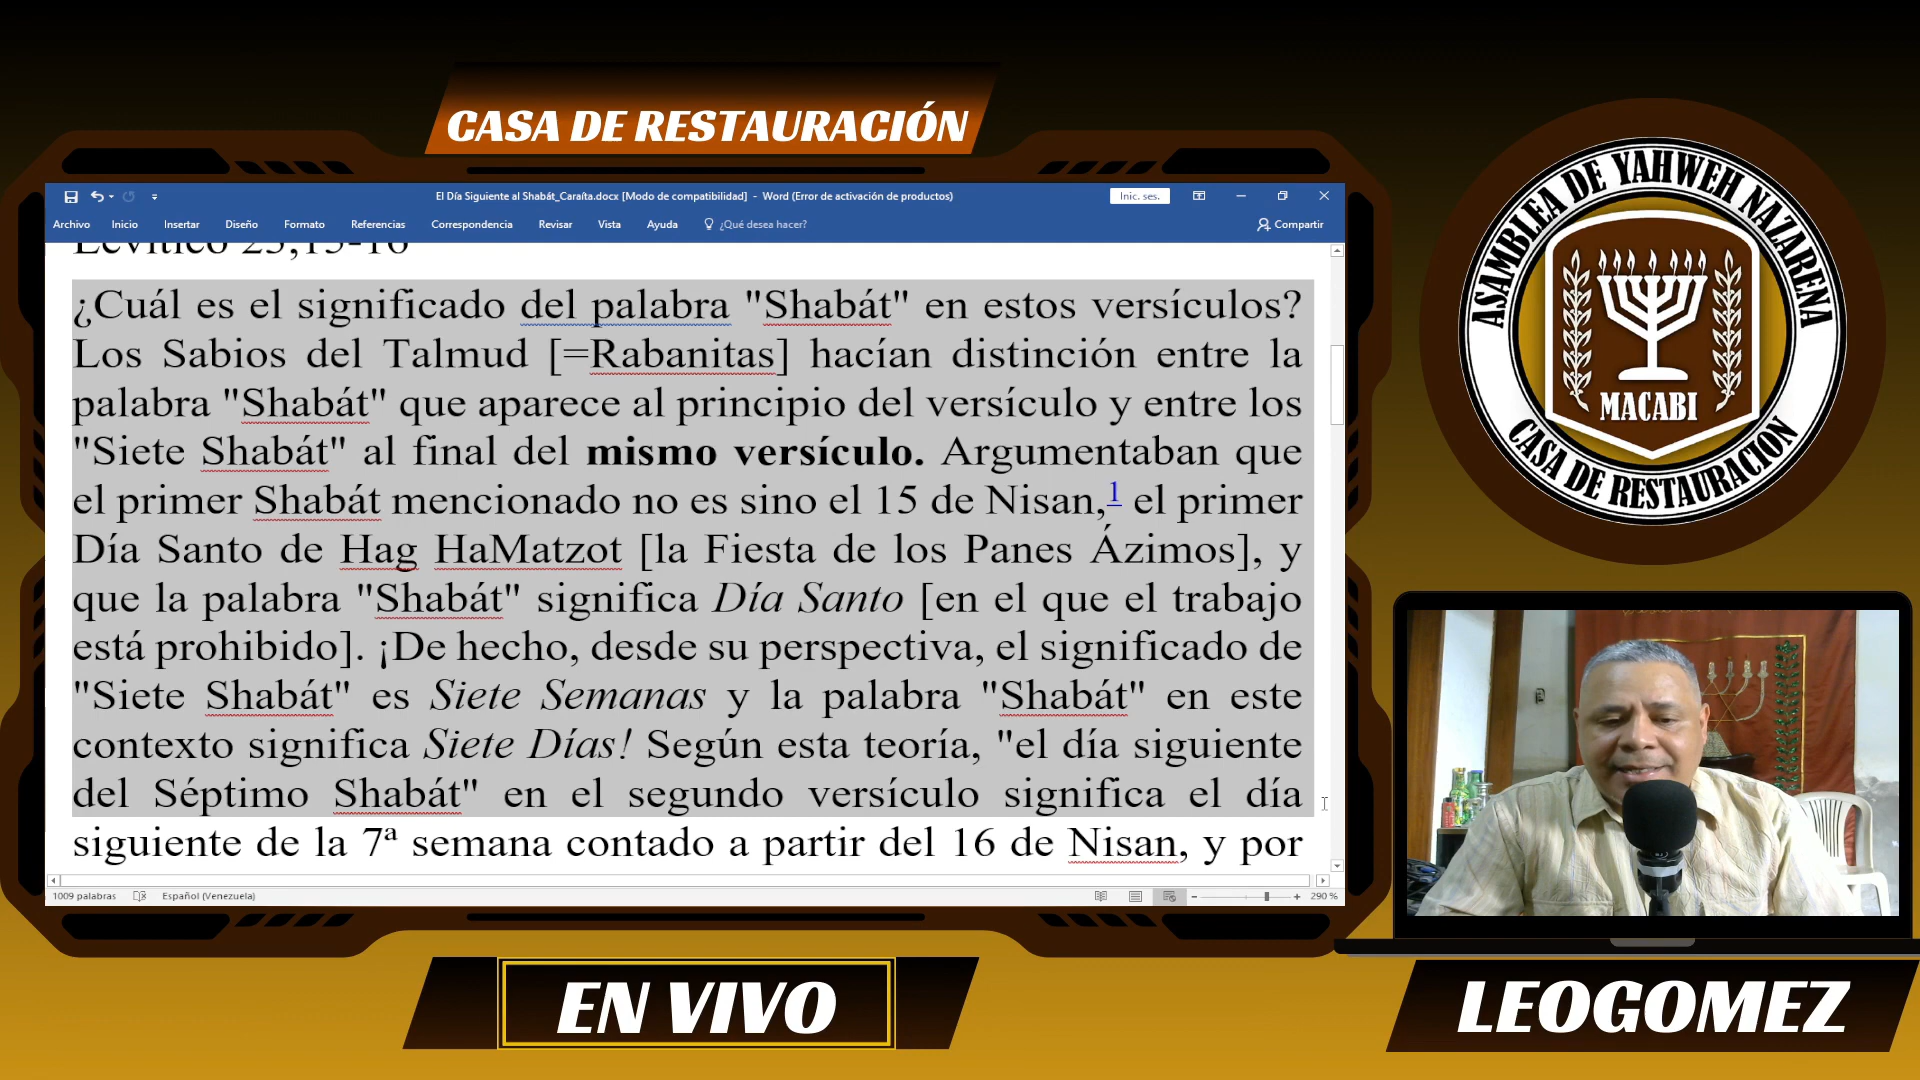 CASA DE RESTAURACIÓN
El Día Siguiente al Shabát_Caraíta.docx [Modo de compatibilidad] - Word (Error de activación de productos)
Inic. ses.
Archivo Inicio Insertar Diseño Formato Referencias Correspondencia Revisar Vista Ayuda ¿Qué desea hacer? Compartir
Levítico 23,15-16
¿Cuál es el significado del palabra "Shabát" en estos versículos?
Los Sabios del Talmud [=Rabanitas] hacían distinción entre la
palabra "Shabát" que aparece al principio del versículo y entre los
"Siete Shabát" al final del mismo versículo. Argumentaban que
el primer Shabát mencionado no es sino el 15 de Nisan,1 el primer
Día Santo de Hag HaMatzot [la Fiesta de los Panes Ázimos], y
que la palabra "Shabát" significa Día Santo [en el que el trabajo
está prohibido]. ¡De hecho, desde su perspectiva, el significado de
"Siete Shabát" es Siete Semanas y la palabra "Shabát" en este
contexto significa Siete Días! Según esta teoría, "el día siguiente
del Séptimo Shabát" en el segundo versículo significa el día
siguiente de la 7ª semana contado a partir del 16 de Nisan, y por
1009 palabras Español (Venezuela) 290 %
ASAMBLEA DE YAHWEH NAZARENA
MACABI
CASA DE RESTAURACION
EN VIVO
LEOGOMEZ